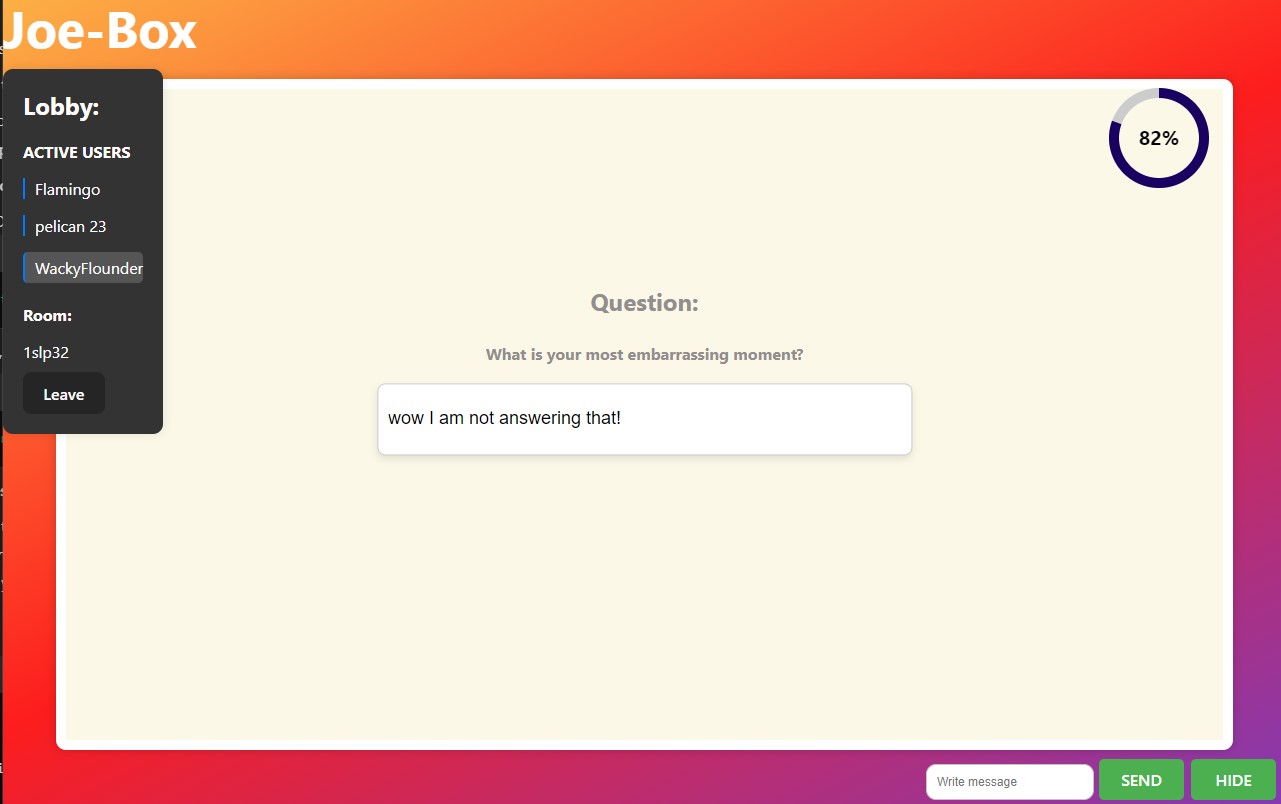 Joe-Box
Lobby:
ACTIVE USERS
Flamingo
pelican 23
WackyFlounder
Room:
1slp32
Leave
82%
Question:
What is your most embarrassing moment?
wow I am not answering that!
Write message
SEND
HIDE